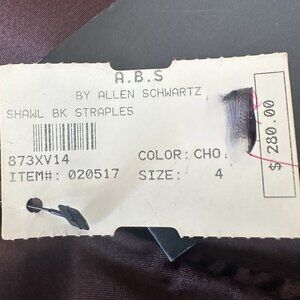 A.B.S
BY ALLEN SCHWARTZ
SHAWL BK STRAPLES
873XV14
COLOR: CHO
ITEM#: 020517
SIZE: 4
$ 280.00